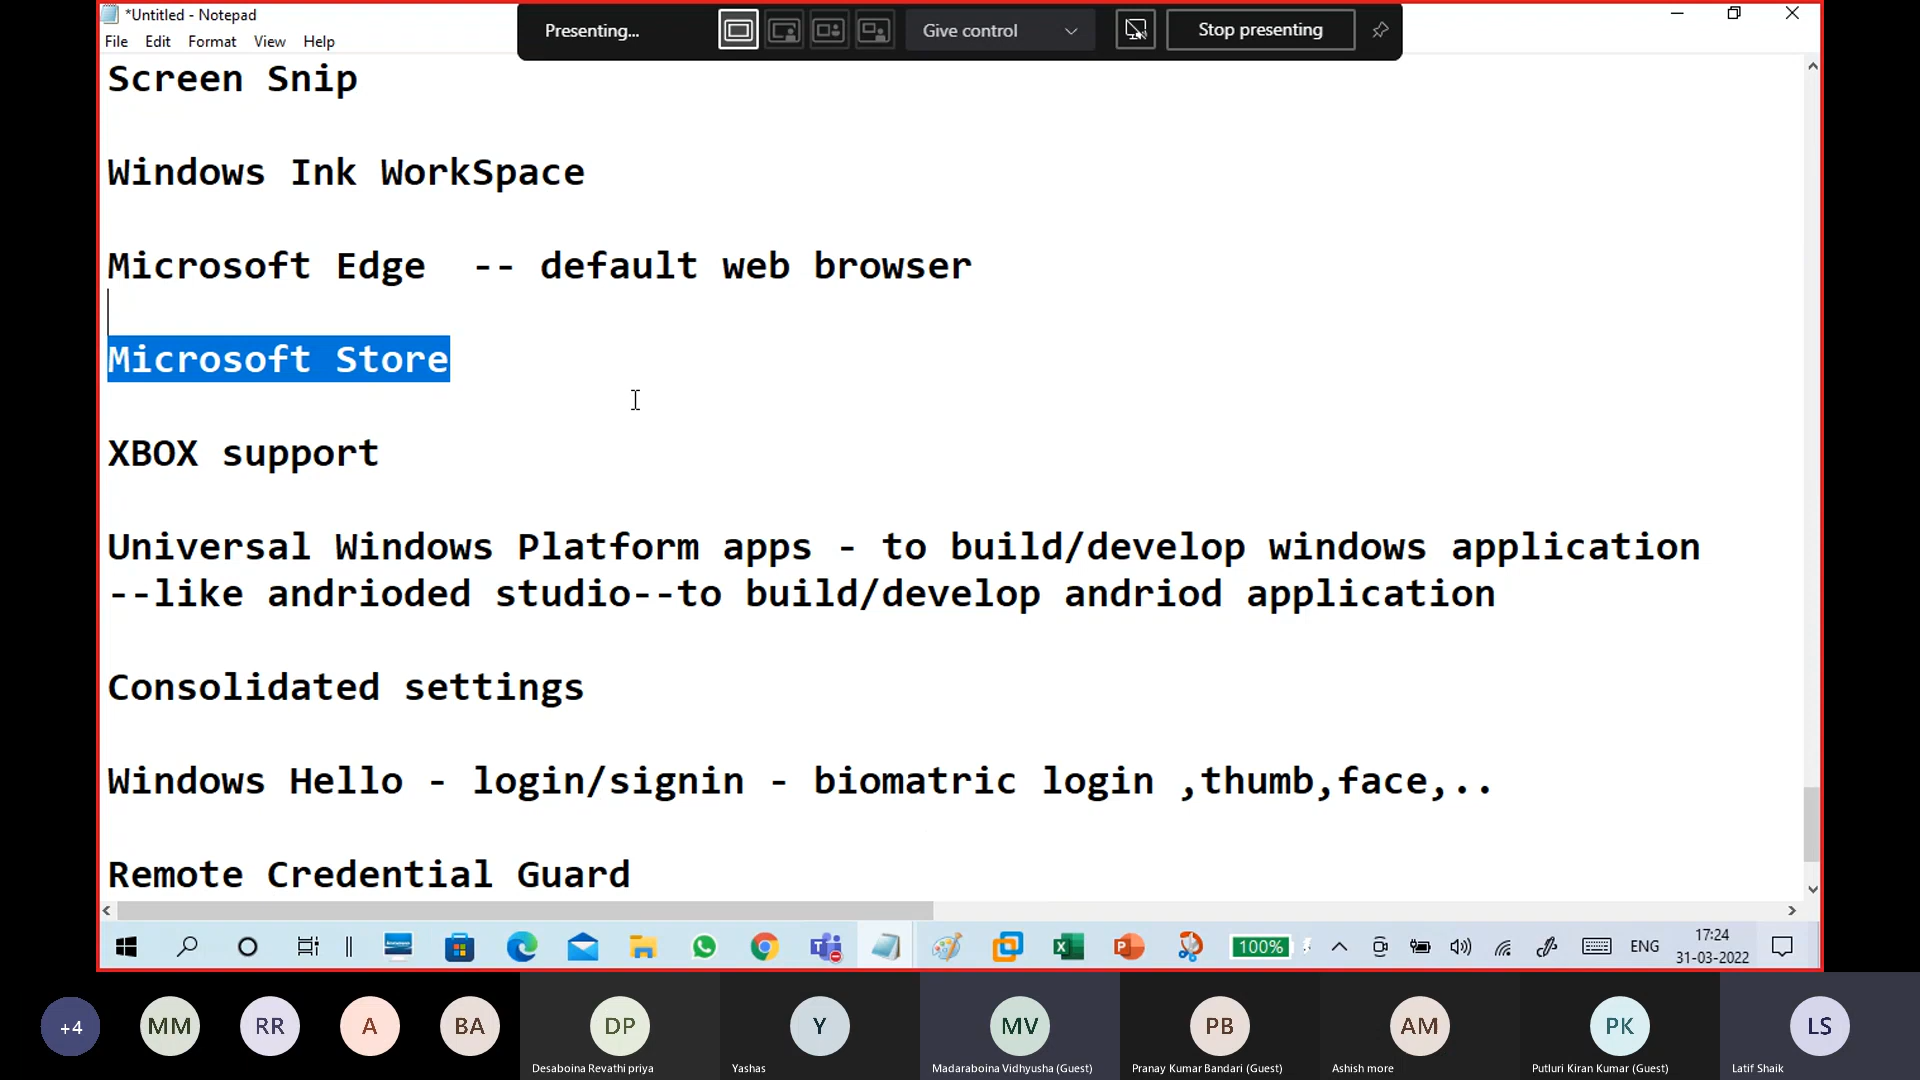 *Untitled - Notepad
File Edit Format View Help
Presenting...
Give control
Stop presenting
Screen Snip
Windows Ink WorkSpace
Microsoft Edge  -- default web browser
Microsoft Store
XBOX support
Universal Windows Platform apps - to build/develop windows application
--like andrioded studio--to build/develop andriod application
Consolidated settings
Windows Hello - login/signin - biomatric login ,thumb,face,..
Remote Credential Guard
100%
ENG
17:24
31-03-2022
+4 MM RR A BA DP Y MV PB AM PK LS
Desaboina Revathi priya
Yashas
Madaraboina Vidhyusha (Guest)
Pranay Kumar Bandari (Guest)
Ashish more
Putluri Kiran Kumar (Guest)
Latif Shaik